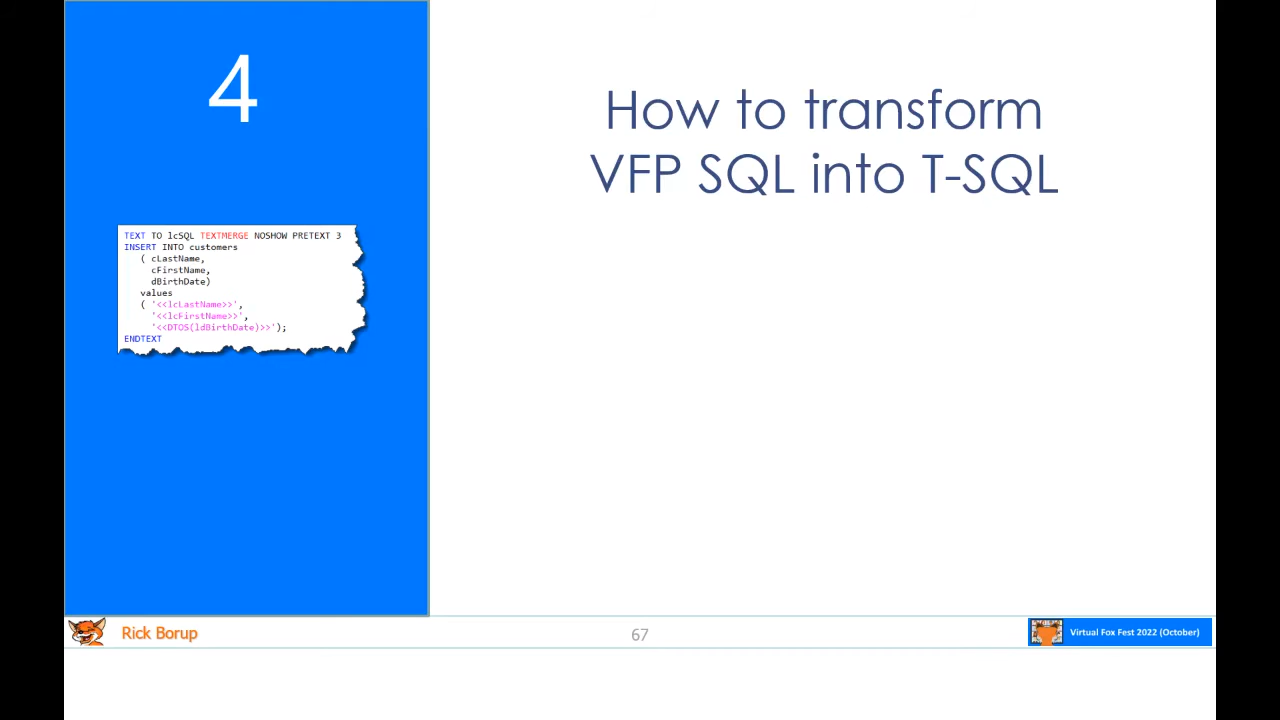 4
How to transform
VFP SQL into T-SQL
TEXT TO lcSQL TEXTMERGE NOSHOW PRETEXT 3
INSERT INTO customers
( cLastName,
cFirstName,
dBirthDate)
values
( '<<lcLastName>>',
'<<lcFirstName>>',
'<<DTOS(ldBirthDate)>>');
ENDTEXT
Rick Borup
67
Virtual Fox Fest 2022 (October)